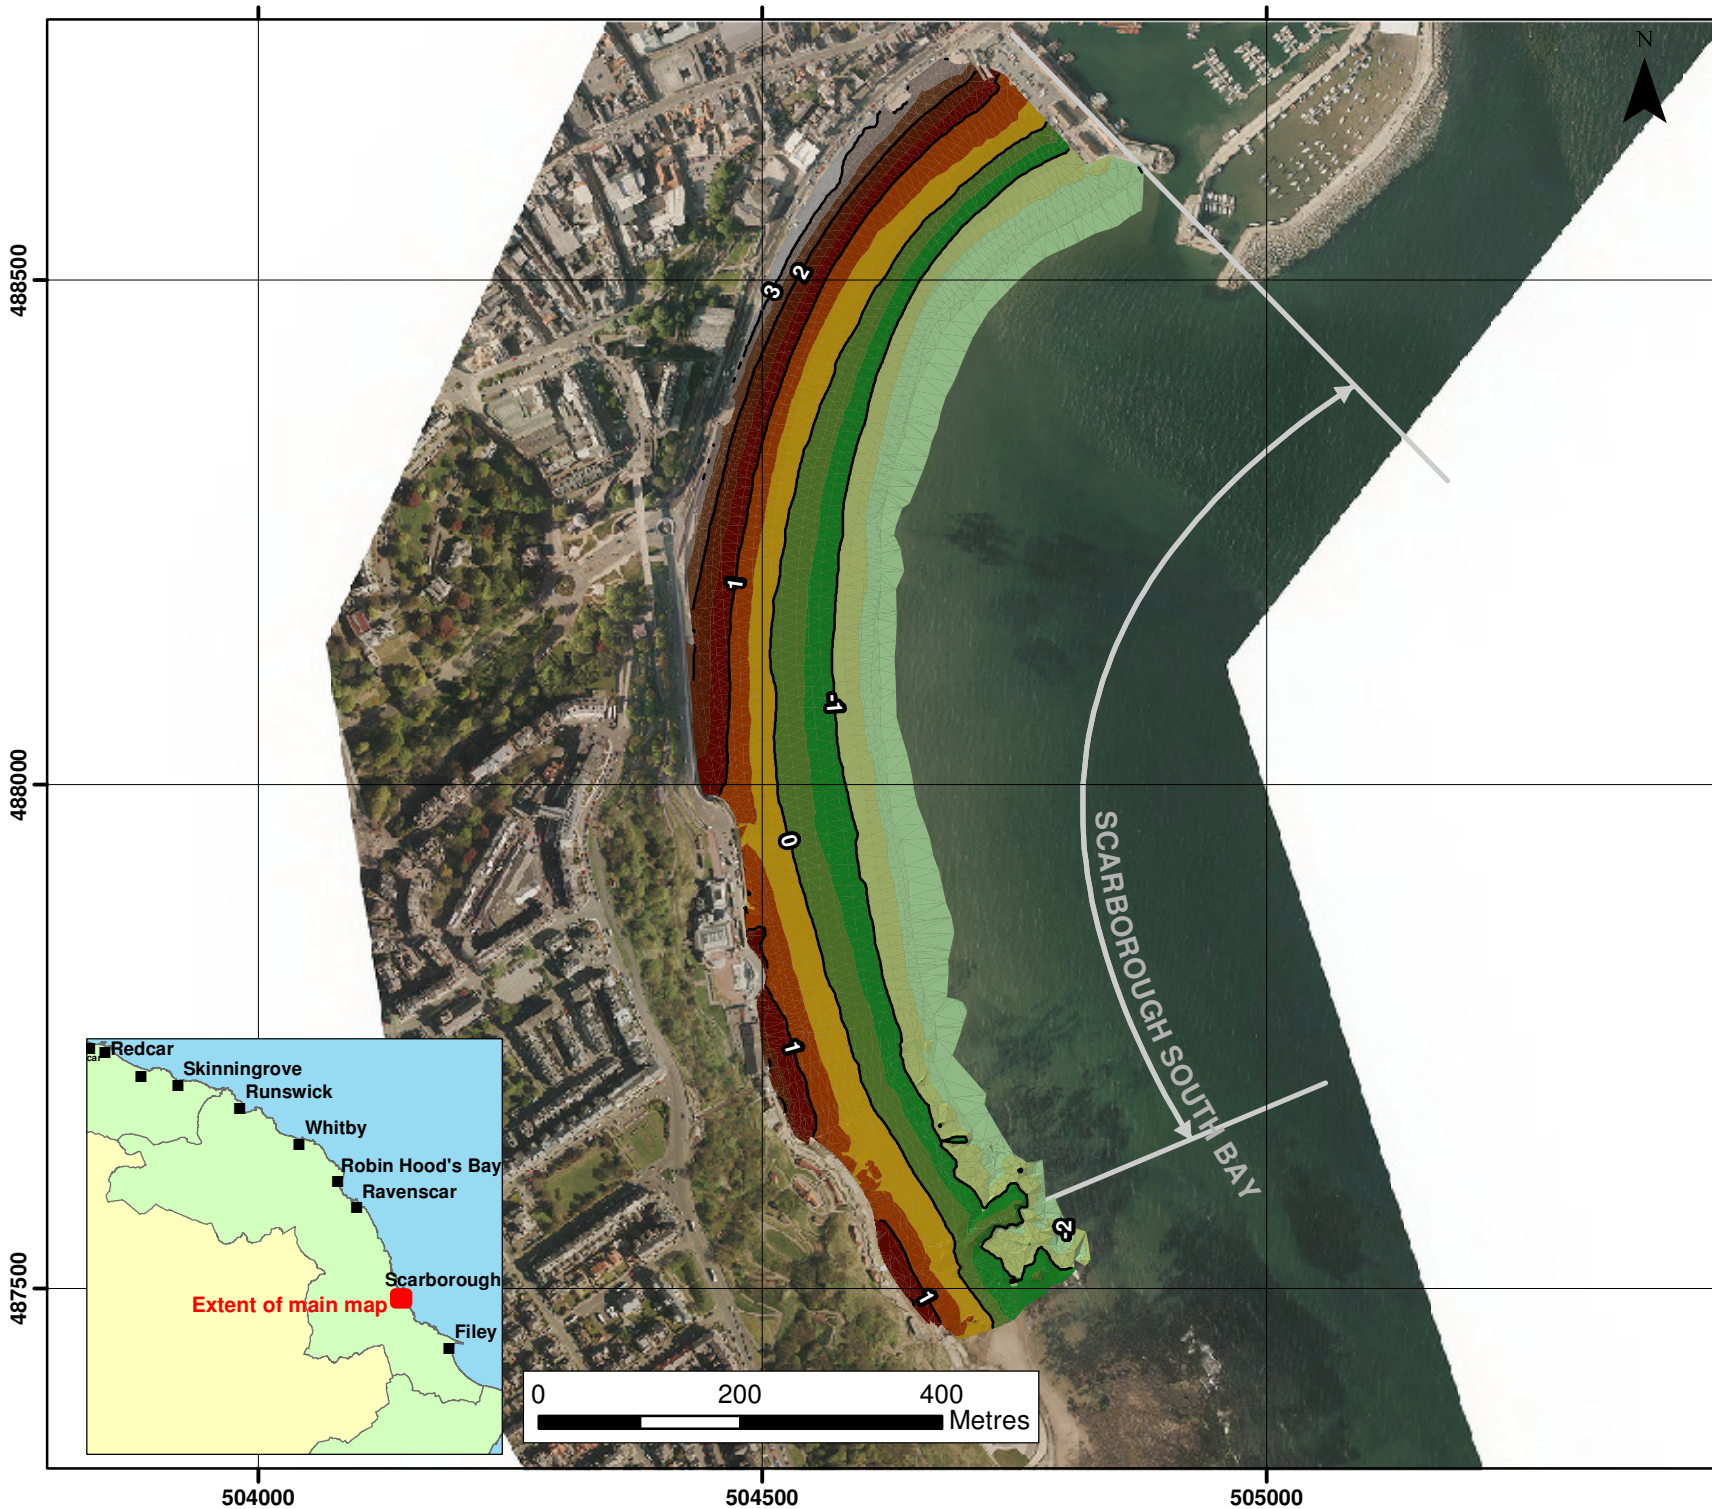 N
488500
488000
487500
504000
504500
505000
3
2
1
-1
0
1
-2
1
SCARBOROUGH SOUTH BAY
Redcar
car
Skinningrove
Runswick
Whitby
Robin Hood's Bay
Ravenscar
Scarborough
Extent of main map
Filey
0 200 400
Metres